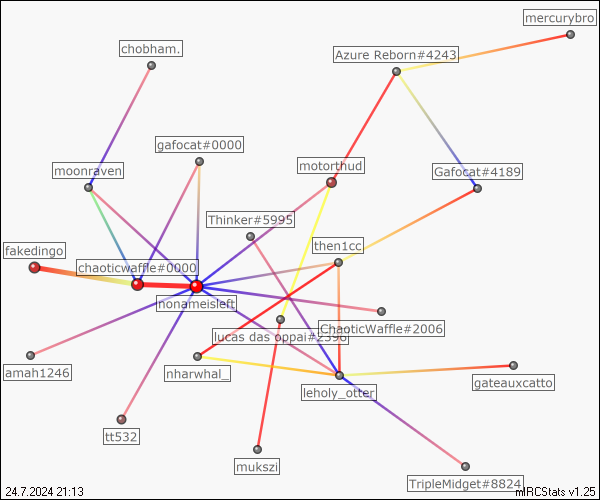 mercurybro
chobham.
Azure Reborn#4243
gafocat#0000
motorthud
moonraven
Gafocat#4189
Thinker#5995
then1cc
fakedingo
chaoticwaffle#0000
nonameisleft
ChaoticWaffle#2006
lucas das oppai#2396
amah1246
nharwhal_
gateauxcatto
leholy_otter
tt532
mukszi
TripleMidget#8824
24.7.2024 21:13
mIRCStats v1.25